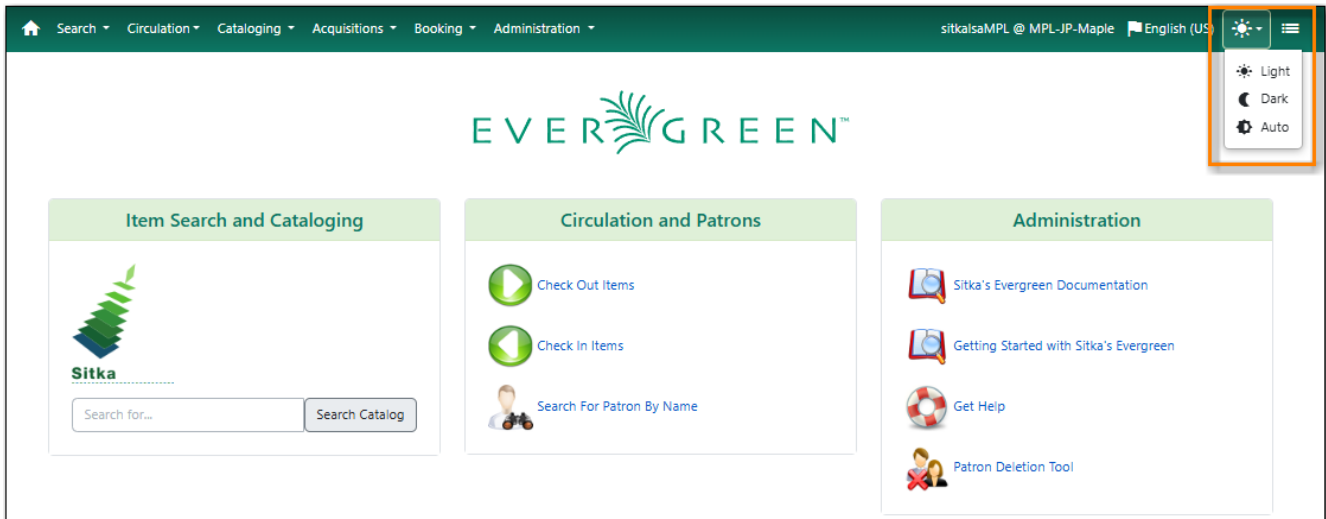 Search Circulation Cataloging Acquisitions Booking Administration sitkalsaMPL @ MPL-JP-Maple English (US)
Light
Dark
Auto
EVERGREEN™
Item Search and Cataloging
Sitka
Search for...
Search Catalog
Circulation and Patrons
Check Out Items
Check In Items
Search For Patron By Name
Administration
Sitka's Evergreen Documentation
Getting Started with Sitka's Evergreen
Get Help
Patron Deletion Tool